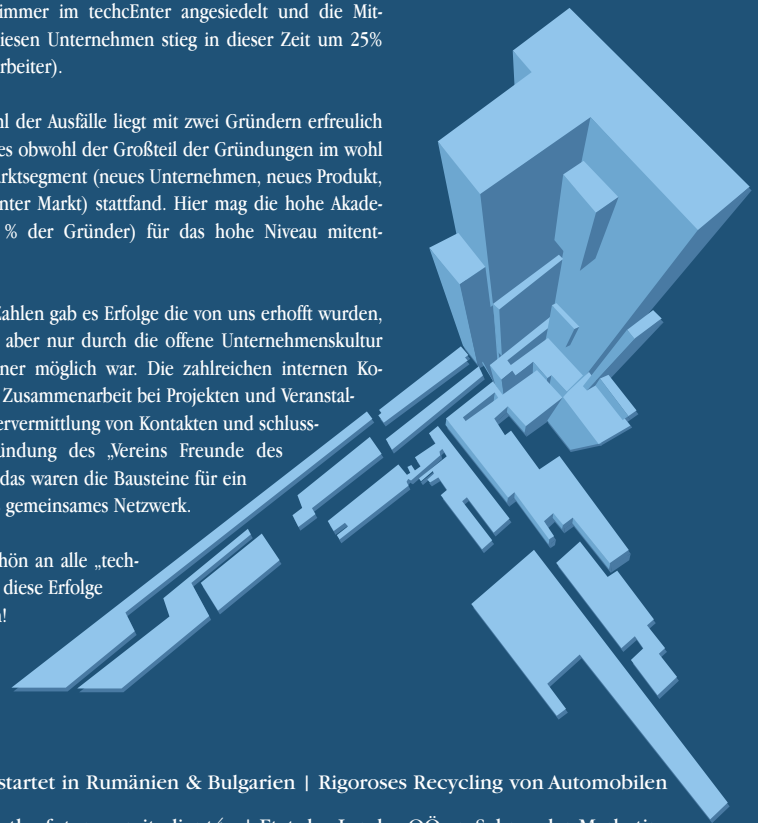 immer im techcEnter angesiedelt und die Mit-
iesen Unternehmen stieg in dieser Zeit um 25%
rbeiter).
hl der Ausfälle liegt mit zwei Gründern erfreulich
es obwohl der Großteil der Gründungen im wohl
rktsegment (neues Unternehmen, neues Produkt,
nter Markt) stattfand. Hier mag die hohe Akade-
% der Gründer) für das hohe Niveau mitent-
Zahlen gab es Erfolge die von uns erhofft wurden,
aber nur durch die offene Unternehmenskultur
ner möglich war. Die zahlreichen internen Ko-
Zusammenarbeit bei Projekten und Veranstal-
ervermittlung von Kontakten und schluss-
ündung des „Vereins Freunde des
das waren die Bausteine für ein
gemeinsames Netzwerk.
hön an alle „tech-
diese Erfolge
!
startet in Rumänien & Bulgarien | Rigoroses Recycling von Automobilen